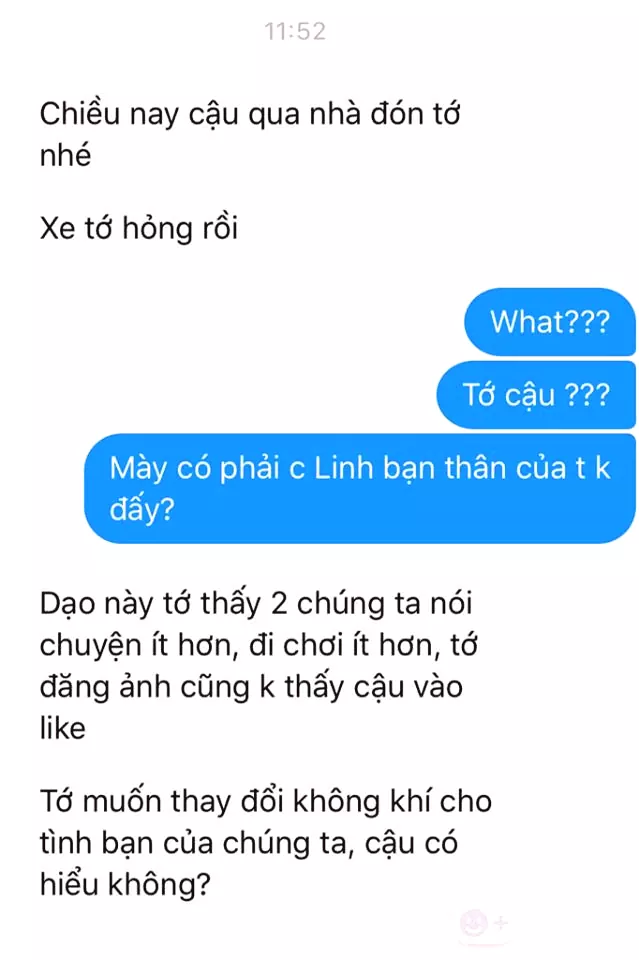 11:52
Chiều nay cậu qua nhà đón tớ
nhé
Xe tớ hỏng rồi
What???
Tớ cậu ???
Mày có phải c Linh bạn thân của t k
đấy?
Dạo này tớ thấy 2 chúng ta nói
chuyện ít hơn, đi chơi ít hơn, tớ
đăng ảnh cũng k thấy cậu vào
like
Tớ muốn thay đổi không khí cho
tình bạn của chúng ta, cậu có
hiểu không?